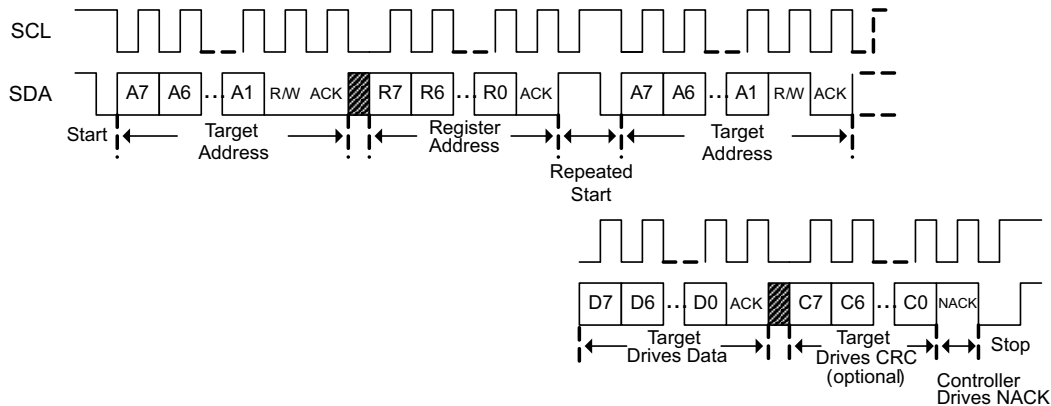 SCL
SDA
A7 A6 ... A1 R/W ACK R7 R6 ... R0 ACK A7 A6 ... A1 R/W ACK
Start
Target
Address
Register
Address
Repeated
Start
Target
Address
D7 D6 ... D0 ACK C7 C6 ... C0 NACK
Target
Drives Data
Target
Drives CRC
(optional)
Stop
Controller
Drives NACK